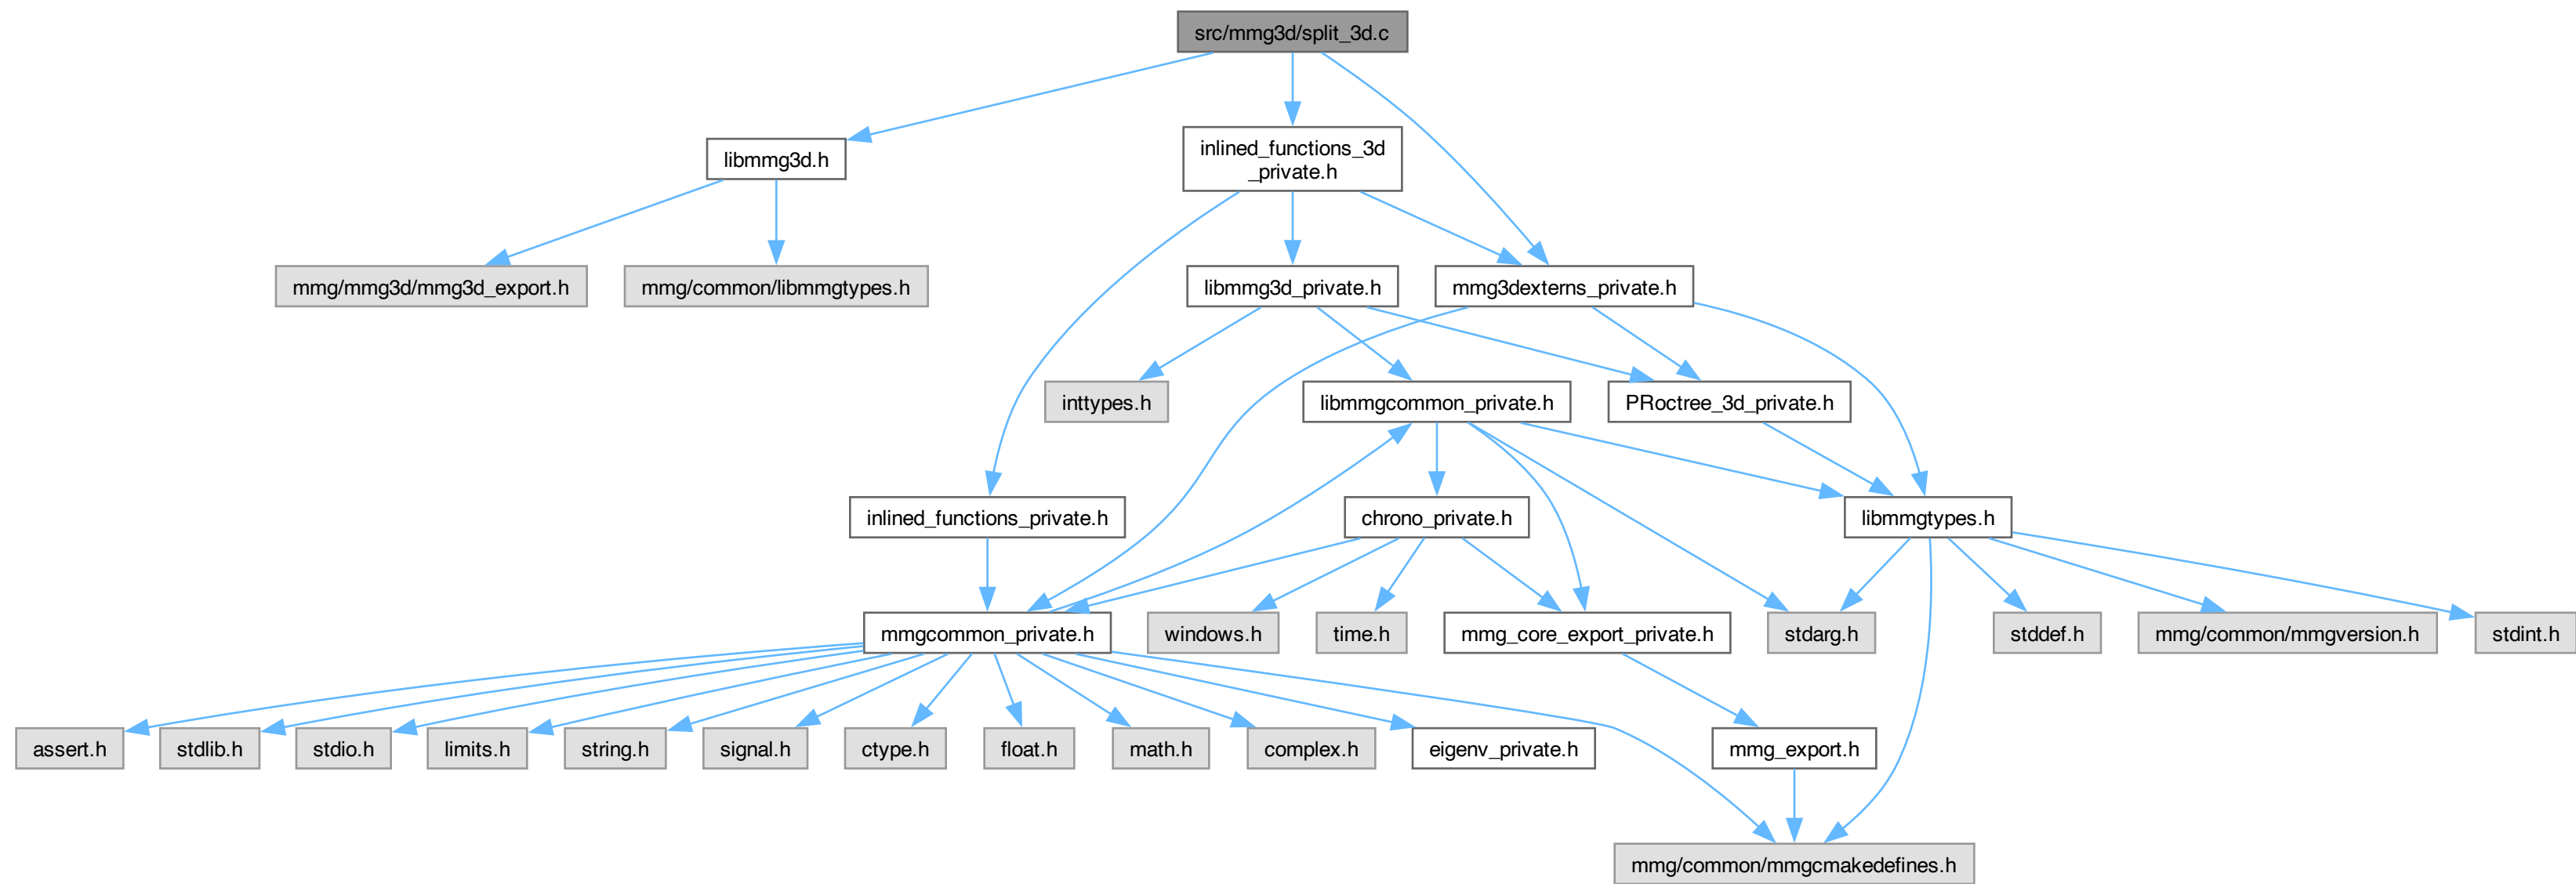 src/mmg3d/split_3d.c
libmmg3d.h
inlined_functions_3d
_private.h
mmg/mmg3d/mmg3d_export.h
mmg/common/libmmgtypes.h
libmmg3d_private.h
mmg3dexterns_private.h
inttypes.h
libmmgcommon_private.h
PRoctree_3d_private.h
inlined_functions_private.h
chrono_private.h
libmmgtypes.h
mmgcommon_private.h
windows.h
time.h
mmg_core_export_private.h
stdarg.h
stddef.h
mmg/common/mmgversion.h
stdint.h
assert.h
stdlib.h
stdio.h
limits.h
string.h
signal.h
ctype.h
float.h
math.h
complex.h
eigenv_private.h
mmg_export.h
mmg/common/mmgcmakedefines.h